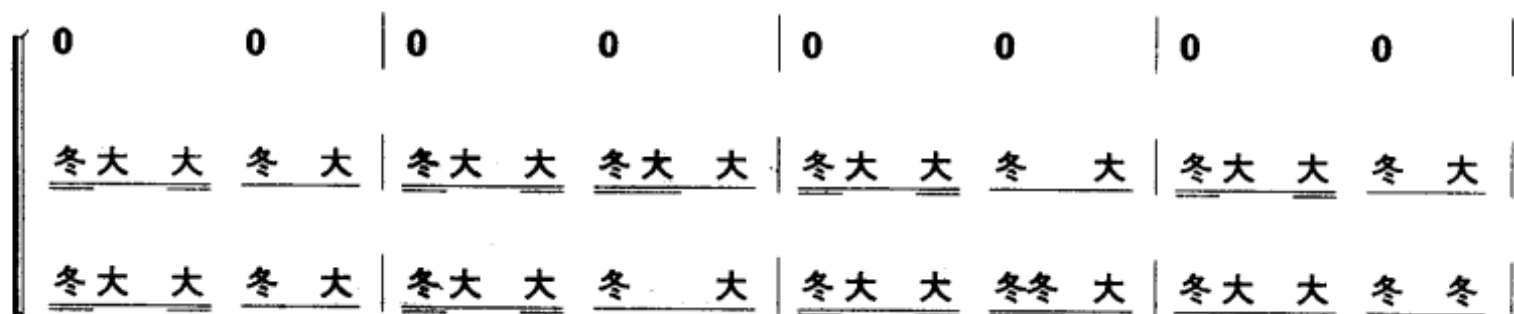 0 0 | 0 0 | 0 0 | 0 0 |
冬大 大 冬 大 | 冬大 大 冬大 大 | 冬大 大 冬 大 | 冬大 大 冬 大 |
冬大 大 冬 大 | 冬大 大 冬 大 | 冬大 大 冬冬 大 | 冬大 大 冬 冬 |